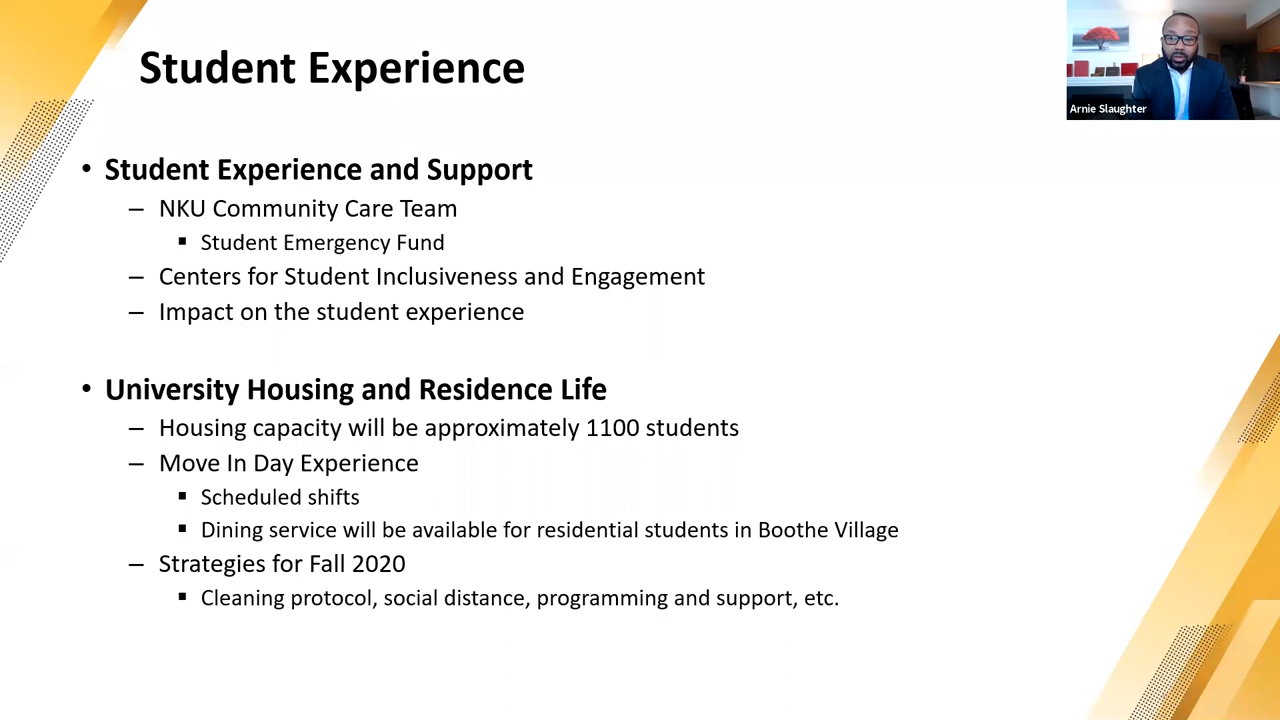 Student Experience
Arnie Slaughter
• Student Experience and Support
– NKU Community Care Team
▪ Student Emergency Fund
– Centers for Student Inclusiveness and Engagement
– Impact on the student experience
• University Housing and Residence Life
– Housing capacity will be approximately 1100 students
– Move In Day Experience
▪ Scheduled shifts
▪ Dining service will be available for residential students in Boothe Village
– Strategies for Fall 2020
▪ Cleaning protocol, social distance, programming and support, etc.